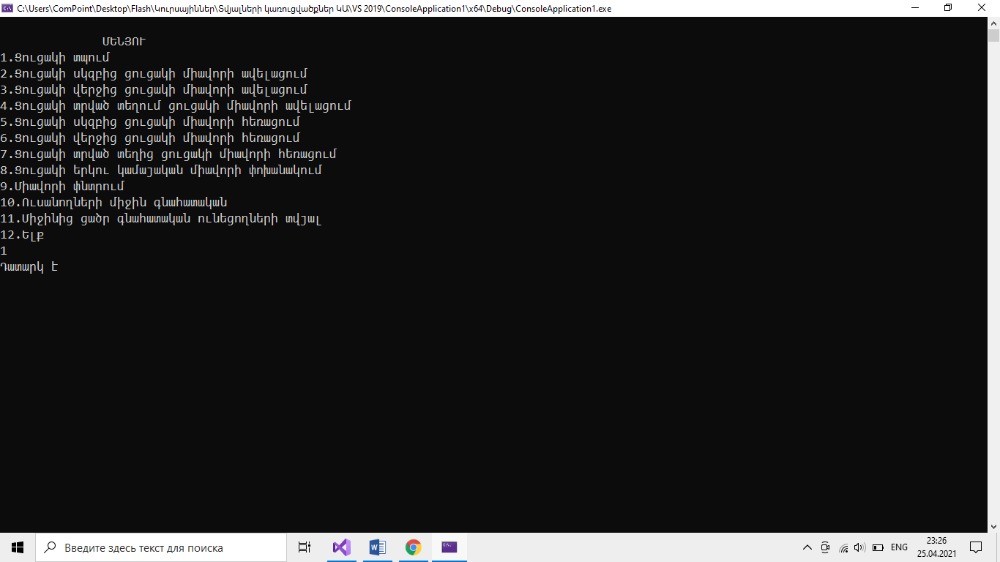 C:\Users\ComPoint\Desktop\Flash\Կուրսայիններ\Տվյալների կառուցվածքներ ԿԱ\VS 2019\ConsoleApplication1\x64\Debug\ConsoleApplication1.exe
ՄԵՆՅՈՒ
1.Ցուցակի տպում
2.Ցուցակի սկզբից ցուցակի միավորի ավելացում
3.Ցուցակի վերջից ցուցակի միավորի ավելացում
4.Ցուցակի տրված տեղում ցուցակի միավորի ավելացում
5.Ցուցակի սկզբից ցուցակի միավորի հեռացում
6.Ցուցակի վերջից ցուցակի միավորի հեռացում
7.Ցուցակի տրված տեղից ցուցակի միավորի հեռացում
8.Ցուցակի երկու կամայական միավորի փոխանակում
9.Միավորի փնտրում
10.Ուսանողների միջին գնահատական
11.Միջինից ցածր գնահատական ունեցողների տվյալ
12.Ելք
1
Դատարկ է
Введите здесь текст для поиска
ENG
23:26
25.04.2021